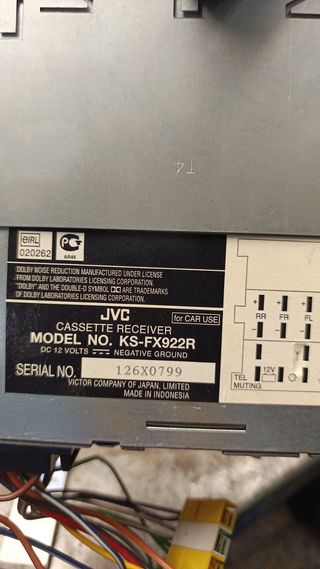 T4
e1RL
020262
PG
AR46
DOLBY NOISE REDUCTION MANUFACTURED UNDER LICENSE
FROM DOLBY LABORATORIES LICENSING CORPORATION.
"DOLBY" AND THE DOUBLE-D SYMBOL ARE TRADEMARKS
OF DOLBY LABORATORIES LICENSING CORPORATION.
JVC
for CAR USE
CASSETTE RECEIVER
MODEL NO. KS-FX922R
DC 12 VOLTS NEGATIVE GROUND
SERIAL NO. 126X0799
VICTOR COMPANY OF JAPAN, LIMITED
MADE IN INDONESIA
+ + +
RR FR FL
- - -
TEL 12V
MUTING